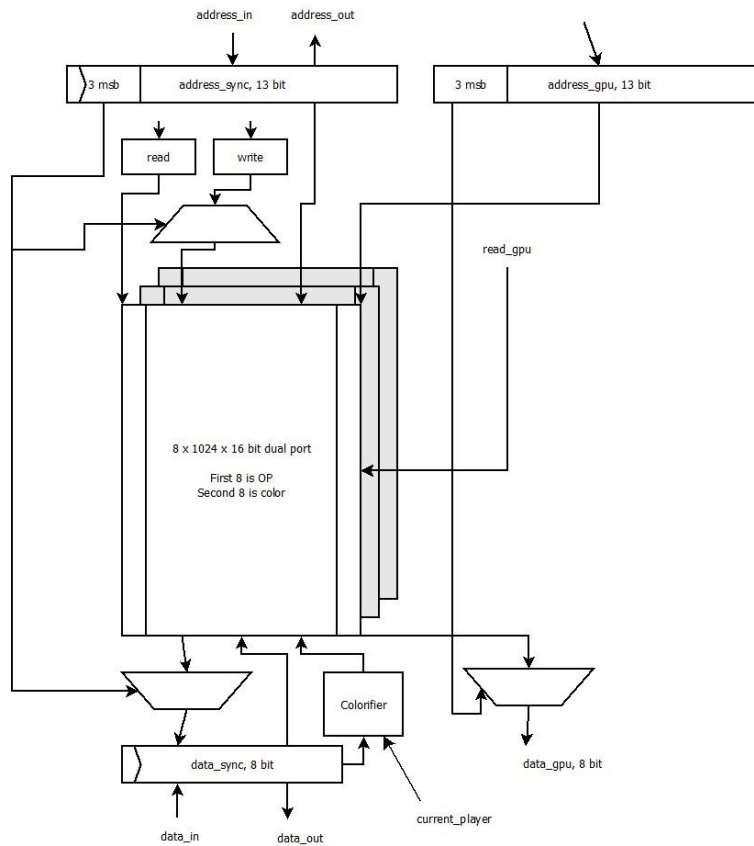 address_in
address_out
3 msb
address_sync, 13 bit
3 msb
address_gpu, 13 bit
read
write
read_gpu
8 x 1024 x 16 bit dual port
First 8 is OP
Second 8 is color
Colorifier
data_sync, 8 bit
data_gpu, 8 bit
current_player
data_in
data_out